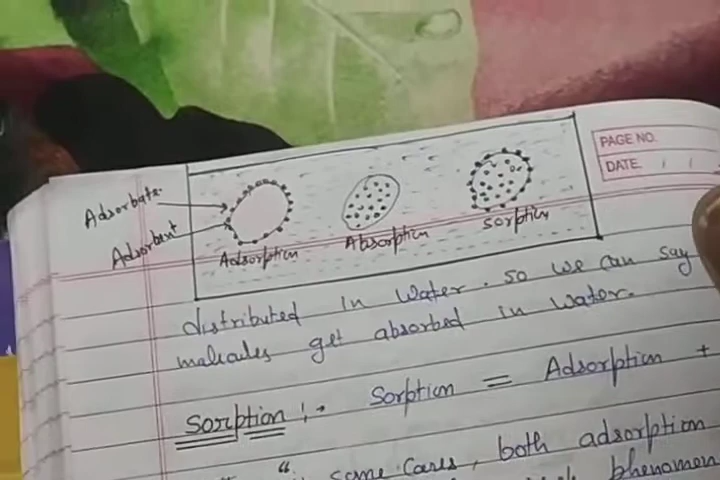 PAGE NO.
DATE. / /
Adsorbate.
Adsorbent
Adsorption
Absorption
sorption
distributed in water. so we can say
molicules get absorbed in water.
sorption :- Sorption = Adsorption +
" some cases, both adsorption
phenomen